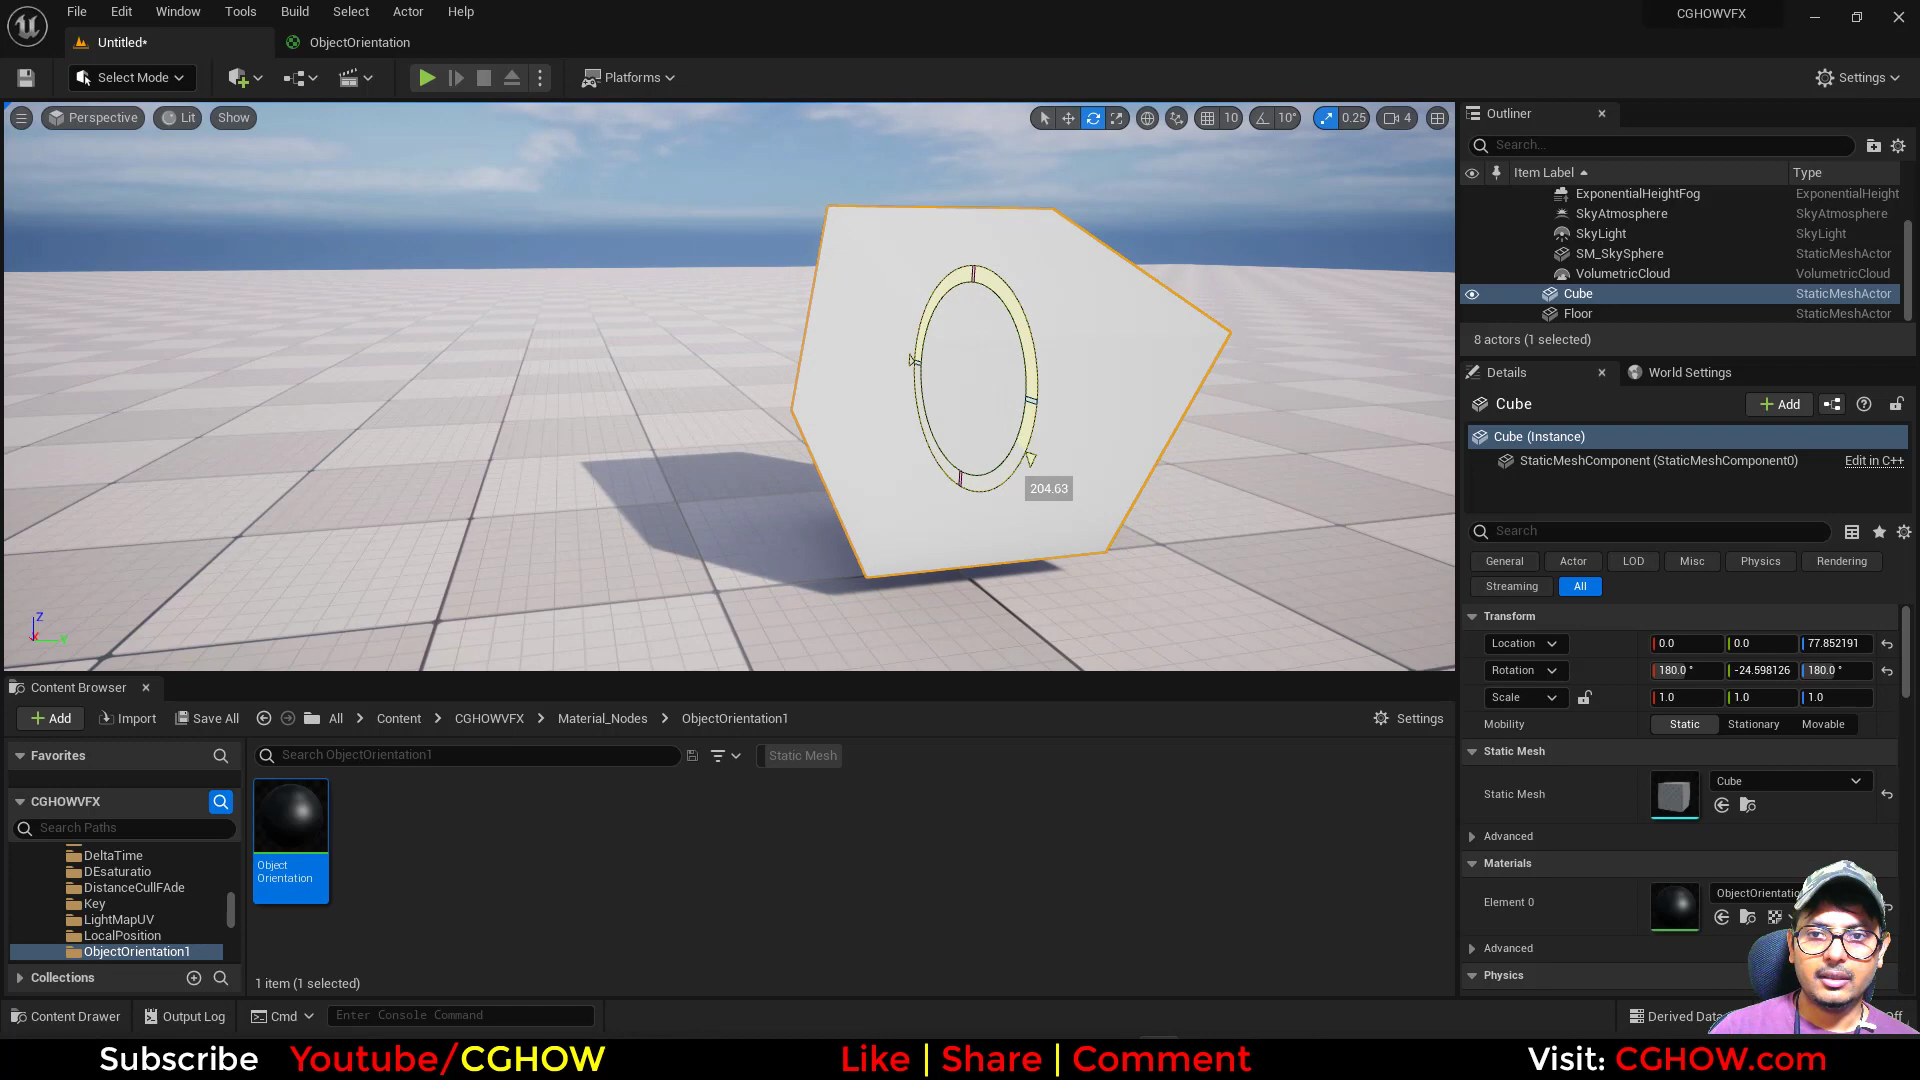 File Edit Window Tools Build Select Actor Help
CGHOWVFX
Untitled*
ObjectOrientation
Select Mode
Platforms
Settings
Perspective
Lit
Show
10
10°
0.25
4
204.63
Z
Outliner
Search...
Item Label
Type
ExponentialHeightFog ExponentialHeight
SkyAtmosphere SkyAtmosphere
SkyLight SkyLight
SM_SkySphere StaticMeshActor
VolumetricCloud VolumetricCloud
Cube StaticMeshActor
Floor StaticMeshActor
8 actors (1 selected)
Details
World Settings
Cube
Add
Cube (Instance)
StaticMeshComponent (StaticMeshComponent0) Edit in C++
Search
General Actor LOD Misc Physics Rendering
Streaming All
Transform
Location 0.0 0.0 77.852191
Rotation 180.0 ° -24.598126 180.0 °
Scale 1.0 1.0 1.0
Mobility Static Stationary Movable
Static Mesh
Static Mesh Cube
Advanced
Materials
Element 0 ObjectOrientatio
Advanced
Physics
Content Browser
Add Import Save All All Content CGHOWVFX Material_Nodes ObjectOrientation1 Settings
Favorites
Search ObjectOrientation1
Static Mesh
CGHOWVFX
Search Paths
DeltaTime
DEsaturatio
DistanceCullFAde
Key
LightMapUV
LocalPosition
ObjectOrientation1
Collections
Object
Orientation
1 item (1 selected)
Content Drawer
Output Log
Cmd
Enter Console Command
Derived Data
Off
Subscribe Youtube/CGHOW Like | Share | Comment Visit: CGHOW.com